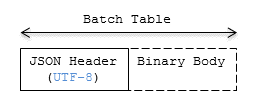 Batch Table
JSON Header
(UTF-8)
Binary Body